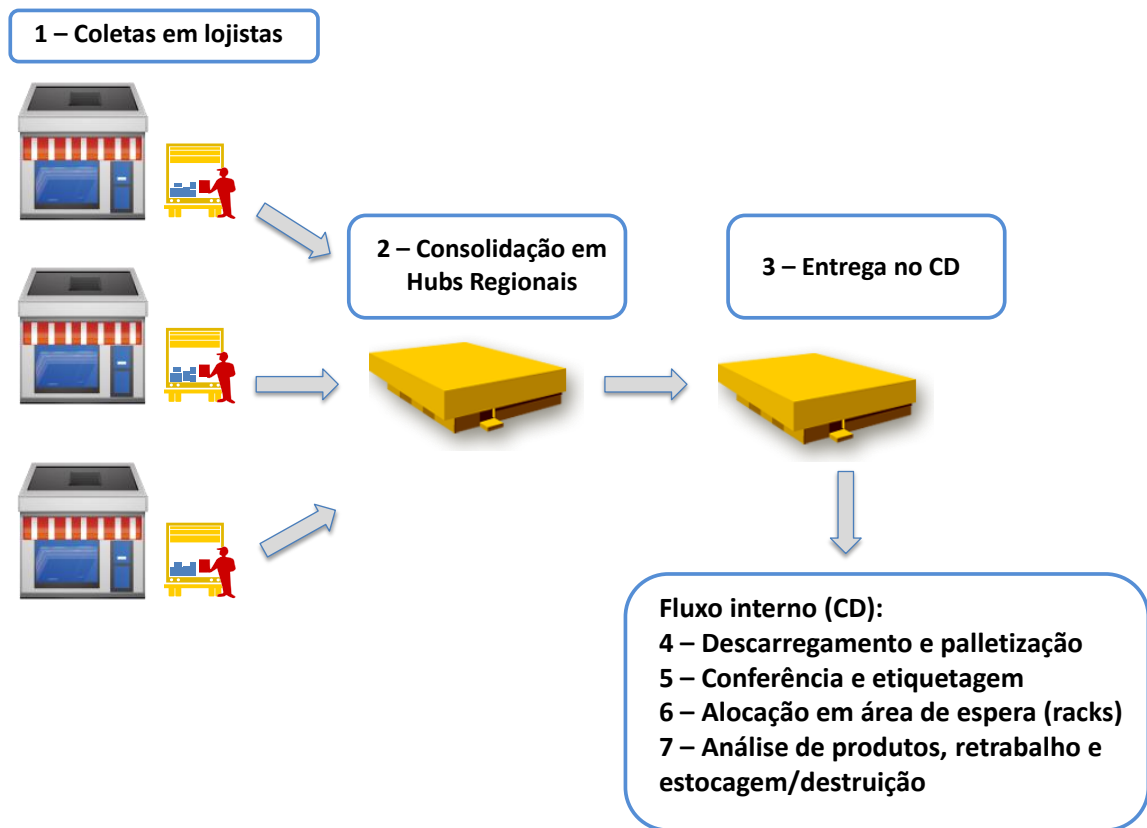 1 – Coletas em lojistas
2 – Consolidação em
Hubs Regionais
3 – Entrega no CD
Fluxo interno (CD):
4 – Descarregamento e palletização
5 – Conferência e etiquetagem
6 – Alocação em área de espera (racks)
7 – Análise de produtos, retrabalho e
estocagem/destruição